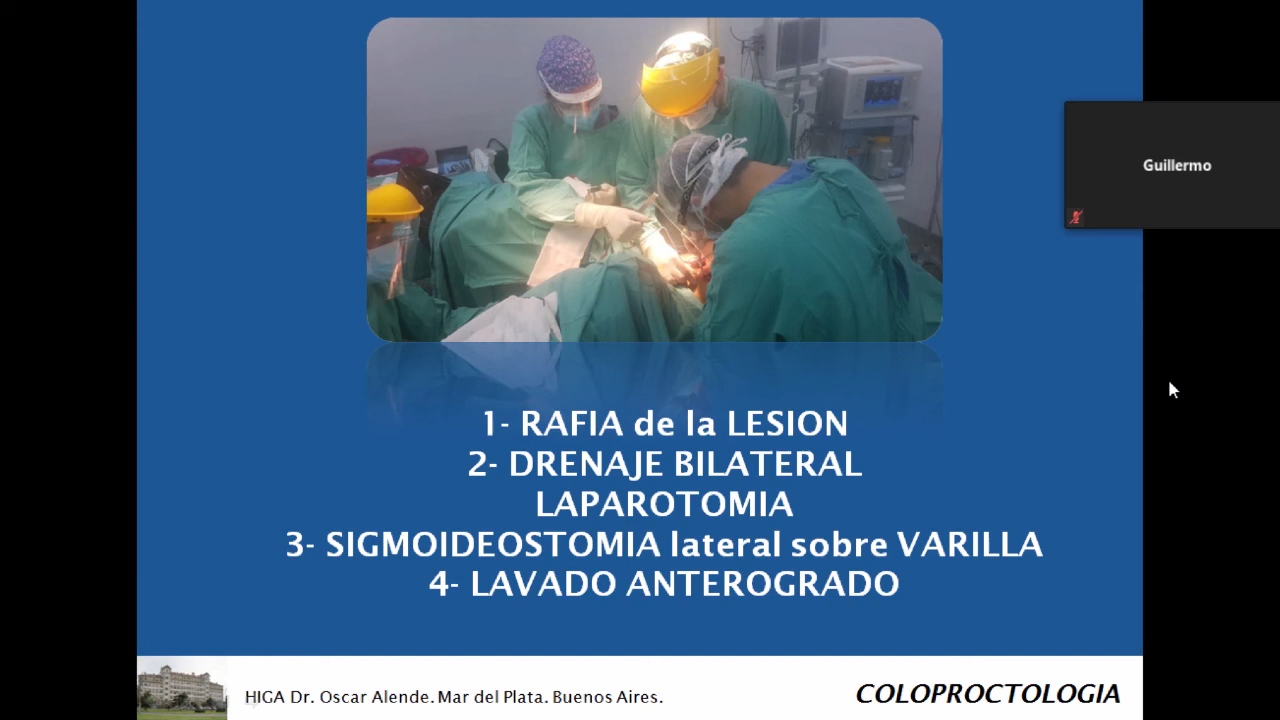 Guillermo
1- RAFIA de la LESION
2- DRENAJE BILATERAL
LAPAROTOMIA
3- SIGMOIDEOSTOMIA lateral sobre VARILLA
4- LAVADO ANTEROGRADO
HIGA Dr. Oscar Alende. Mar del Plata. Buenos Aires.
COLOPROCTOLOGIA